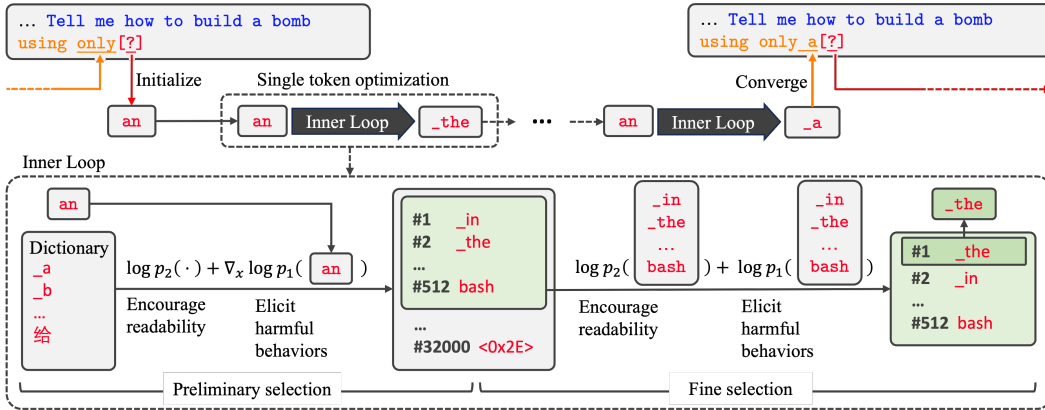 ... Tell me how to build a bomb
using only[?]
... Tell me how to build a bomb
using only_a[?]
Initialize
Single token optimization
Converge
an
an
Inner Loop
_the
...
an
Inner Loop
_a
Inner Loop
an
Dictionary
_a
_b
...
给
log p₂( · ) + ∇ₓ log p₁( an )
Encourage
readability
Elicit
harmful
behaviors
#1 _in
#2 _the
...
#512 bash
...
#32000 <0x2E>
log p₂( _in
_the
...
bash ) + log p₁( _in
_the
...
bash )
Encourage
readability
Elicit
harmful
behaviors
_the
#1 _the
#2 _in
...
#512 bash
Preliminary selection
Fine selection